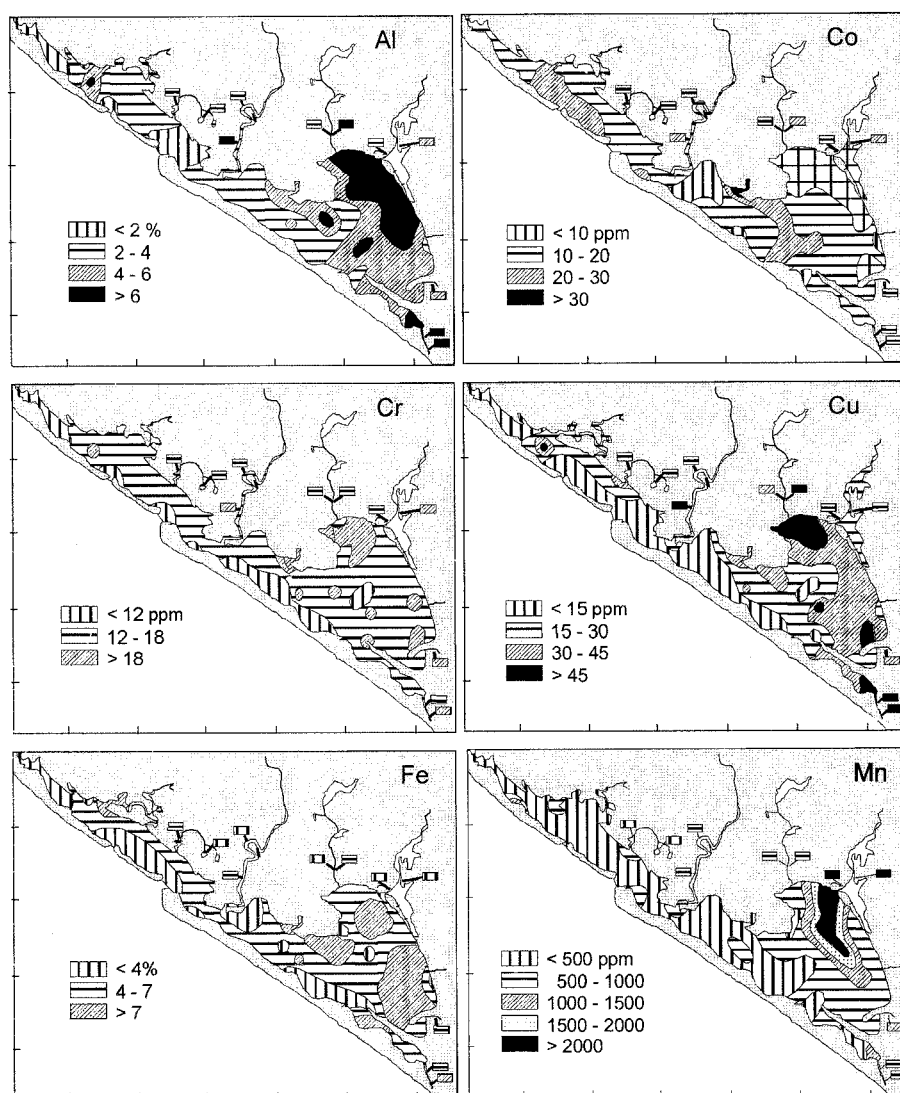 Al
< 2 %
2 - 4
4 - 6
> 6
Co
< 10 ppm
10 - 20
20 - 30
> 30
Cr
< 12 ppm
12 - 18
> 18
Cu
< 15 ppm
15 - 30
30 - 45
> 45
Fe
< 4%
4 - 7
> 7
Mn
< 500 ppm
500 - 1000
1000 - 1500
1500 - 2000
> 2000